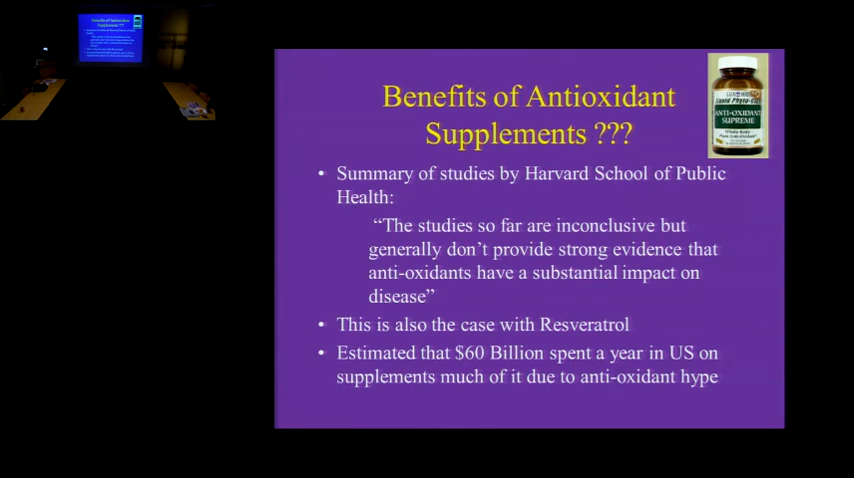 Benefits of Antioxidant
Supplements ???
ANTI-OXIDANT
SUPREME
• Summary of studies by Harvard School of Public
Health:
“The studies so far are inconclusive but
generally don’t provide strong evidence that
anti-oxidants have a substantial impact on
disease”
• This is also the case with Resveratrol
• Estimated that $60 Billion spent a year in US on
supplements much of it due to anti-oxidant hype